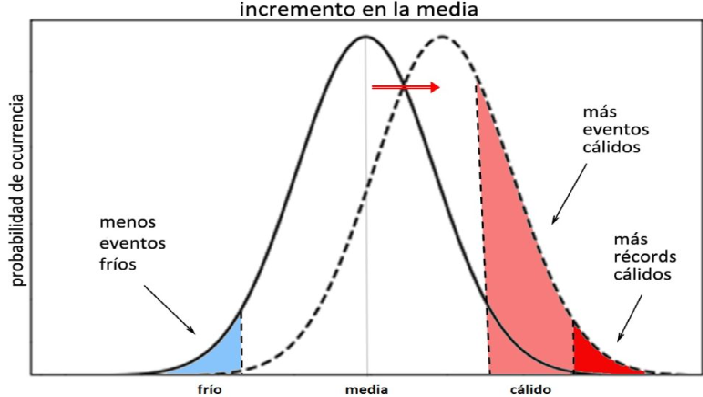 incremento en la media
probabilidad de ocurrencia
más
eventos
cálidos
menos
eventos
fríos
más
récords
cálidos
frío
media
cálido